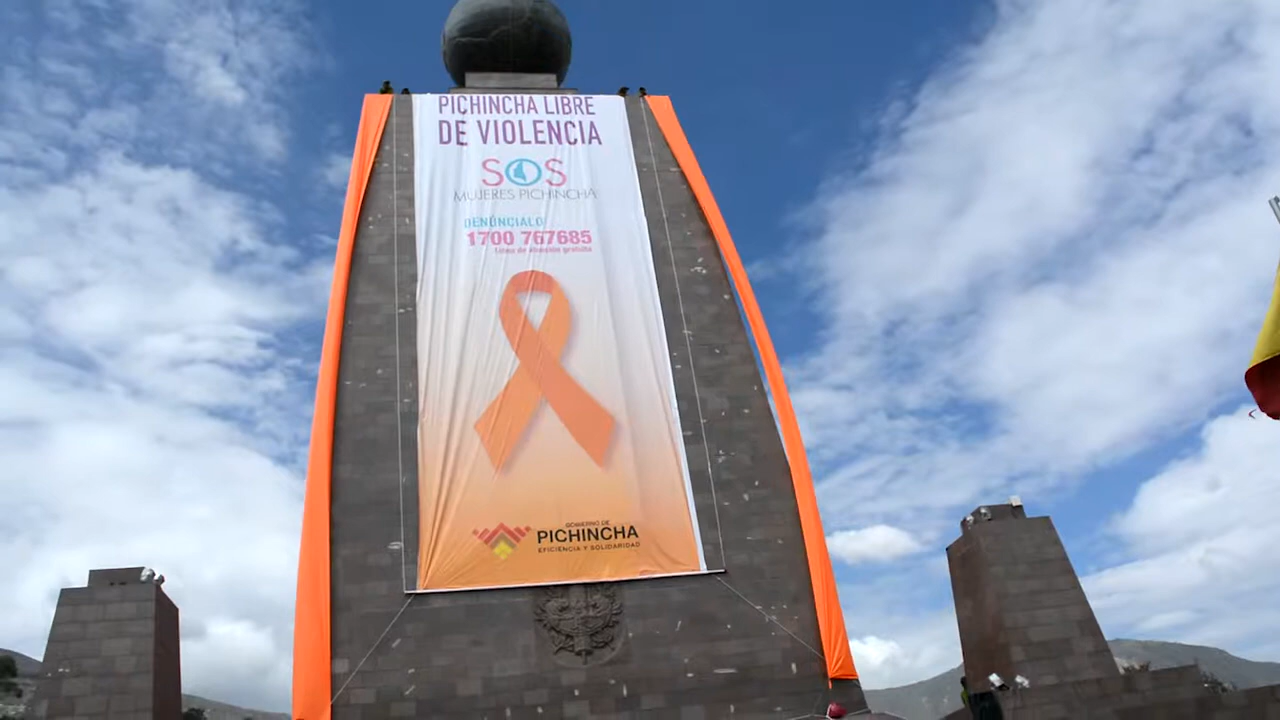 PICHINCHA LIBRE
DE VIOLENCIA
SOS
MUJERES PICHINCHA
DENÚNCIALO
1700 767685
Línea de atención gratuita
GOBIERNO DE
PICHINCHA
EFICIENCIA Y SOLIDARIDAD